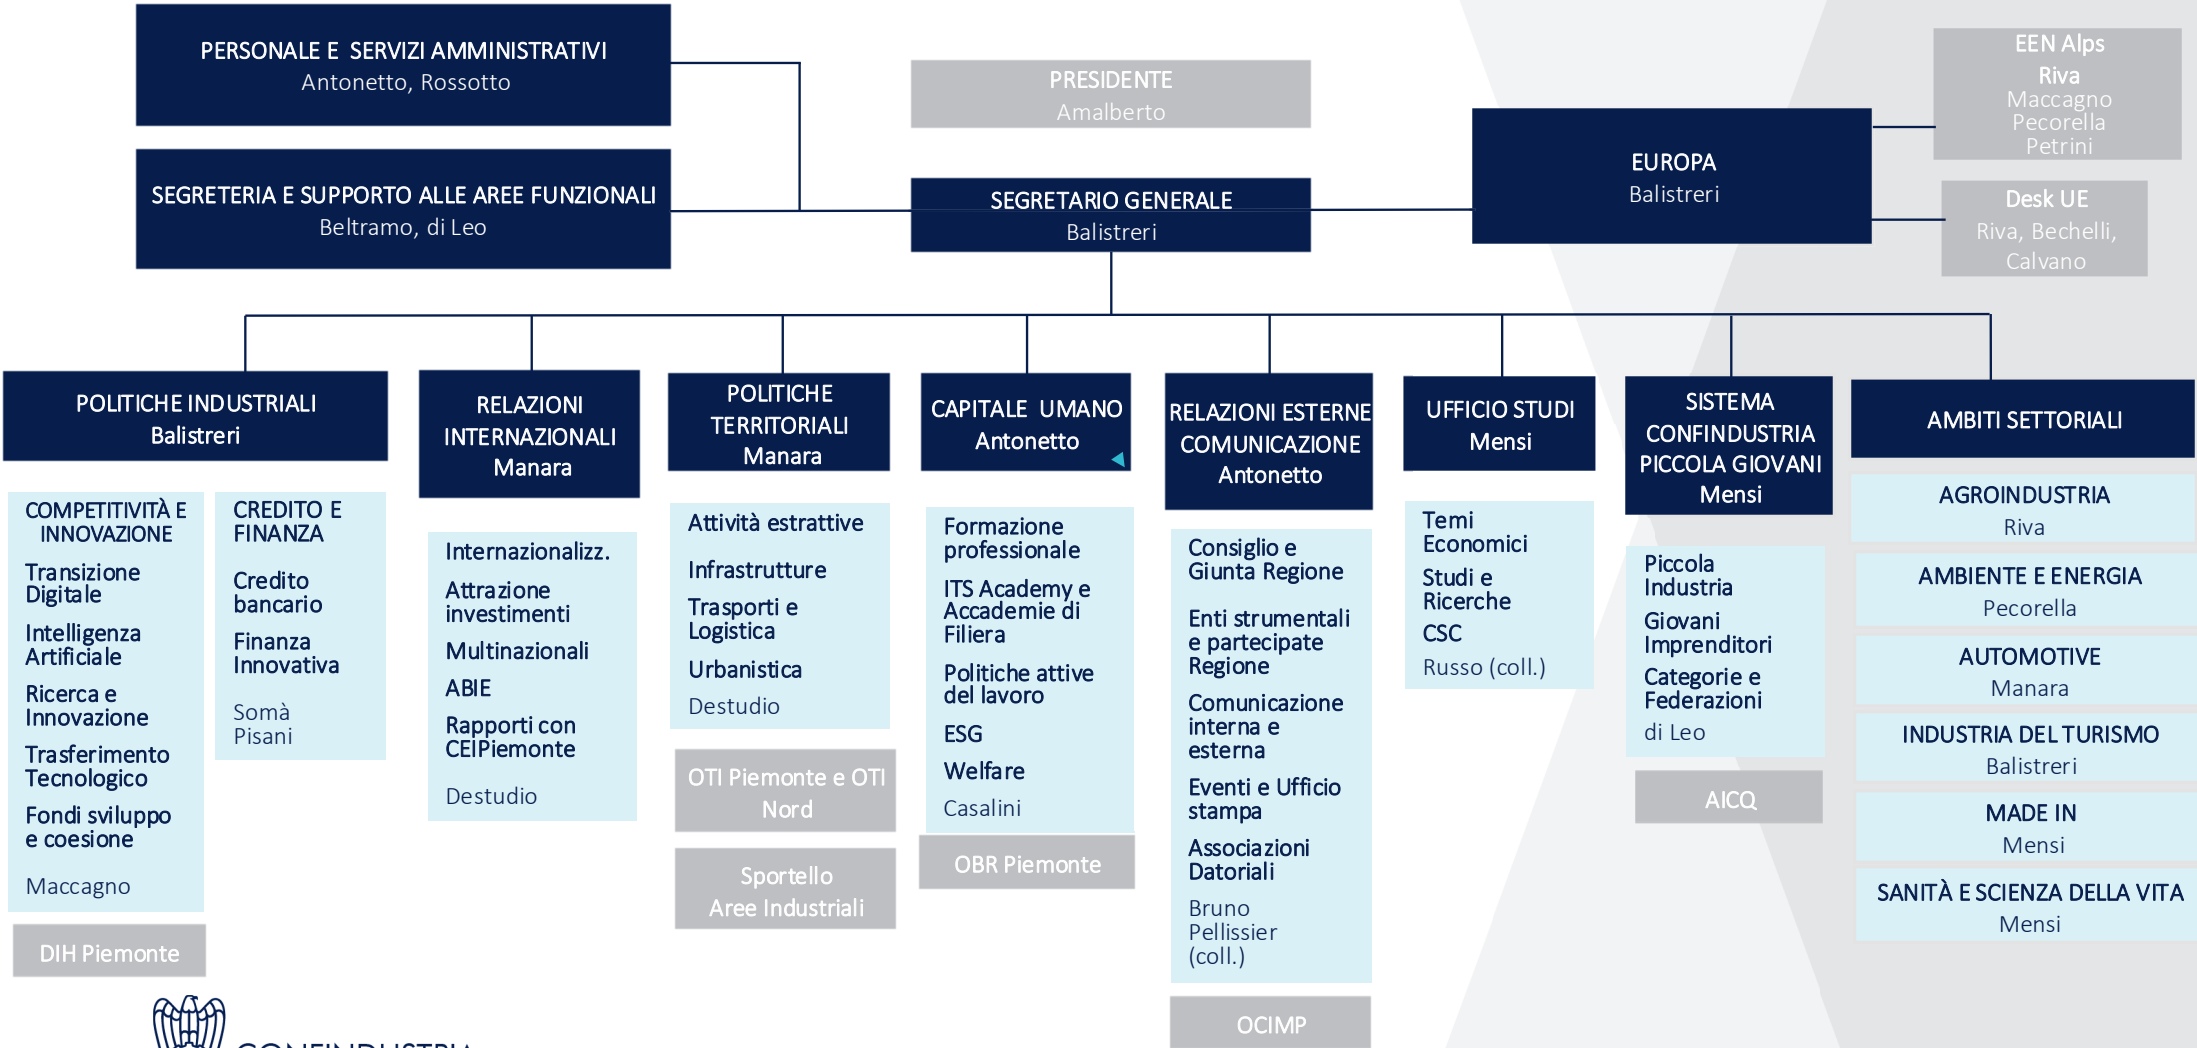 PERSONALE E SERVIZI AMMINISTRATIVI
Antonetto, Rossotto
SEGRETERIA E SUPPORTO ALLE AREE FUNZIONALI
Beltramo, di Leo
PRESIDENTE
Amalberto
SEGRETARIO GENERALE
Balistreri
EUROPA
Balistreri
EEN Alps
Riva
Maccagno
Pecorella
Petrini
Desk UE
Riva, Bechelli,
Calvano
POLITICHE INDUSTRIALI
Balistreri
COMPETITIVITÀ E
INNOVAZIONE
Transizione
Digitale
Intelligenza
Artificiale
Ricerca e
Innovazione
Trasferimento
Tecnologico
Fondi sviluppo
e coesione
Maccagno
DIH Piemonte
CREDITO E
FINANZA
Credito
bancario
Finanza
Innovativa
Somà
Pisani
RELAZIONI
INTERNAZIONALI
Manara
Internazionalizz.
Attrazione
investimenti
Multinazionali
ABIE
Rapporti con
CEIPiemonte
Destudio
POLITICHE
TERRITORIALI
Manara
Attività estrattive
Infrastrutture
Trasporti e
Logistica
Urbanistica
Destudio
OTI Piemonte e OTI
Nord
Sportello
Aree Industriali
CAPITALE UMANO
Antonetto
Formazione
professionale
ITS Academy e
Accademie di
Filiera
Politiche attive
del lavoro
ESG
Welfare
Casalini
OBR Piemonte
RELAZIONI ESTERNE
COMUNICAZIONE
Antonetto
Consiglio e
Giunta Regione
Enti strumentali
e partecipate
Regione
Comunicazione
interna e
esterna
Eventi e Ufficio
stampa
Associazioni
Datoriali
Bruno
Pellissier
(coll.)
OCIMP
UFFICIO STUDI
Mensi
Temi
Economici
Studi e
Ricerche
CSC
Russo (coll.)
SISTEMA
CONFINDUSTRIA
PICCOLA GIOVANI
Mensi
Piccola
Industria
Giovani
Imprenditori
Categorie e
Federazioni
di Leo
AICQ
AMBITI SETTORIALI
AGROINDUSTRIA
Riva
AMBIENTE E ENERGIA
Pecorella
AUTOMOTIVE
Manara
INDUSTRIA DEL TURISMO
Balistreri
MADE IN
Mensi
SANITÀ E SCIENZA DELLA VITA
Mensi
CONFINDUSTRIA